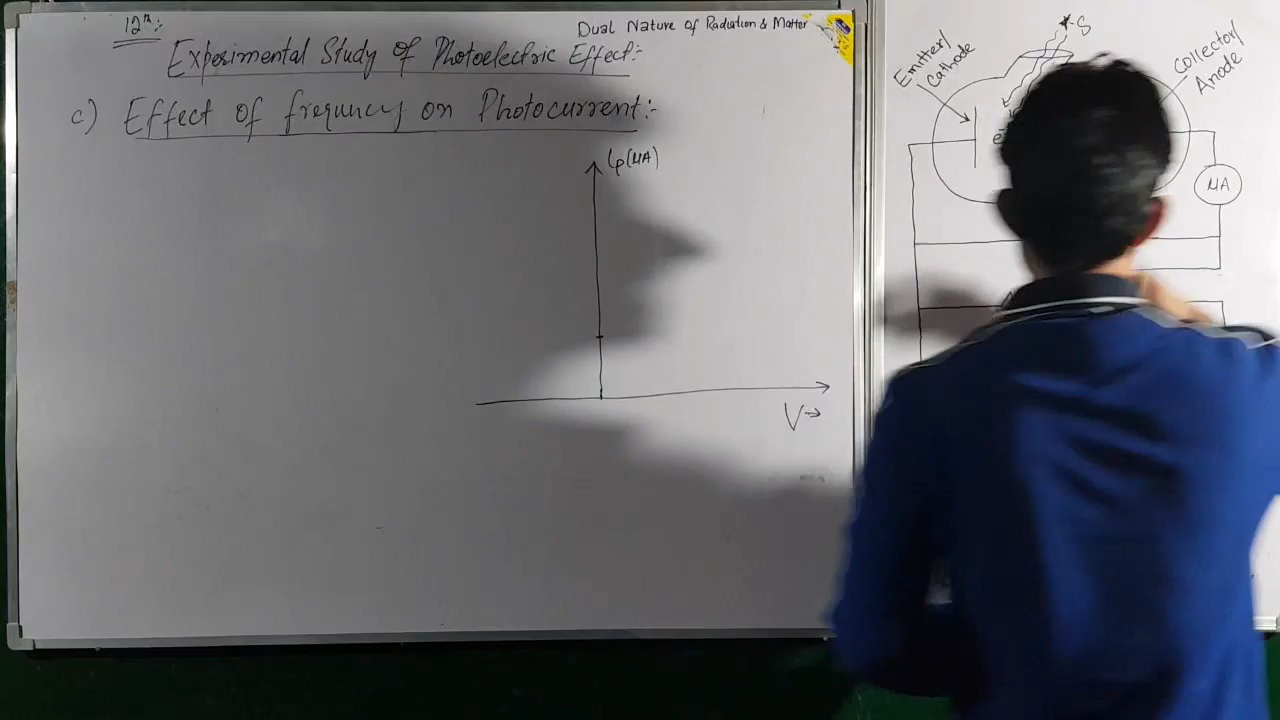 12th:-
Dual Nature of Radiation & Matter
Experimental Study of Photoelectric Effect:-
c) Effect of frequncy on Photocurrent:-
Ip(μA)
V→
S
Emitter/
Cathode
Collector/
Anode
μA